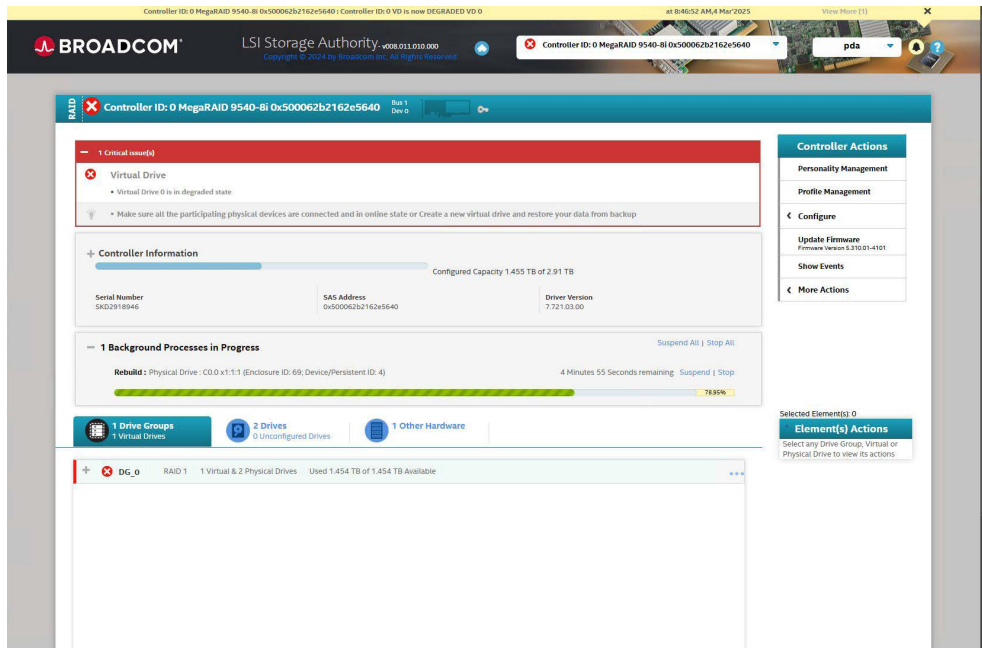 Controller ID: 0 MegaRAID 9540-8i 0x500062b2162e5640 : Controller ID: 0 VD is now DEGRADED VD 0 at 8:46:52 AM,4 Mar'2025 View More (1)
BROADCOM
LSI Storage Authority- v008.011.010.000
Copyright © 2024 by Broadcom Inc. All Rights Reserved.
Controller ID: 0 MegaRAID 9540-8i 0x500062b2162e5640
pda
?
RAID
Controller ID: 0 MegaRAID 9540-8i 0x500062b2162e5640
Bus 1
Dev 0
1 Critical issue(s)
Virtual Drive
• Virtual Drive 0 is in degraded state
• Make sure all the participating physical devices are connected and in online state or Create a new virtual drive and restore your data from backup
Controller Information
Configured Capacity 1.455 TB of 2.91 TB
Serial Number
SKD2918946
SAS Address
0x500062b2162e5640
Driver Version
7.721.03.00
1 Background Processes in Progress
Suspend All | Stop All
Rebuild : Physical Drive : C0.0 x1:1:1 (Enclosure ID: 69; Device/Persistent ID: 4)
4 Minutes 55 Seconds remaining Suspend | Stop
78.95%
1 Drive Groups
1 Virtual Drives
2 Drives
0 Unconfigured Drives
1 Other Hardware
DG_0 RAID 1 1 Virtual & 2 Physical Drives Used 1.454 TB of 1.454 TB Available
Controller Actions
Personality Management
Profile Management
Configure
Update Firmware
Firmware Version 5.310.01-4101
Show Events
More Actions
Selected Element(s): 0
Element(s) Actions
Select any Drive Group, Virtual or
Physical Drive to view its actions